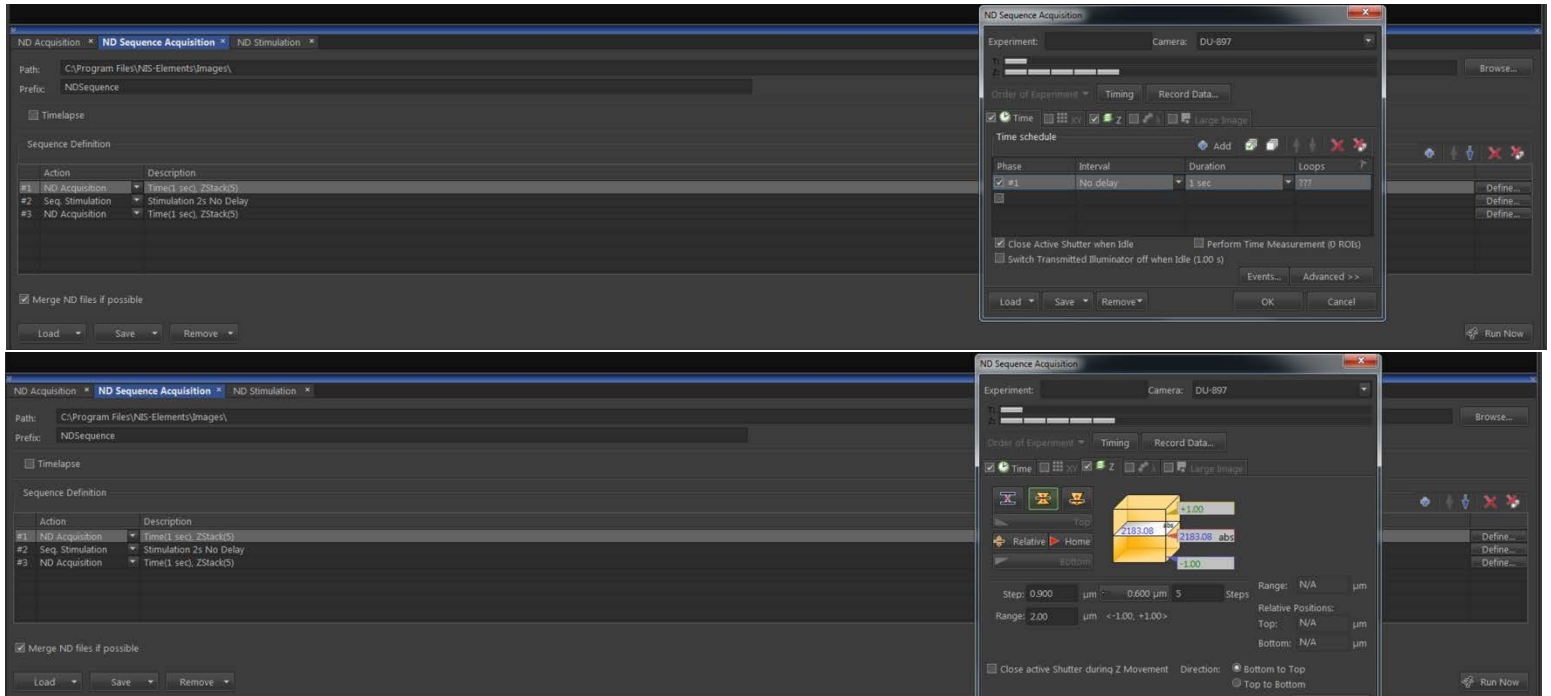 ND Sequence Acquisition
ND Acquisition × ND Sequence Acquisition × ND Stimulation ×
Path: C:\Program Files\NIS-Elements\Images\
Browse...
Prefix: NDSequence
Timelapse
Sequence Definition
Action Description
#1 ND Acquisition Time(1 sec), ZStack(5) Define...
#2 Seq. Stimulation Stimulation 2s No Delay Define...
#3 ND Acquisition Time(1 sec), ZStack(5) Define...
Merge ND files if possible
Load Save Remove
Run Now
Experiment: Camera: DU-897
T:
Z:
Order of Experiment Timing Record Data...
Time XY Z λ Large Image
Time schedule
Add
Phase Interval Duration Loops
#1 No delay 1 sec ???
Close Active Shutter when Idle Perform Time Measurement (0 ROIs)
Switch Transmitted Illuminator off when Idle (1.00 s)
Events... Advanced >>
Load Save Remove OK Cancel
ND Sequence Acquisition
ND Acquisition × ND Sequence Acquisition × ND Stimulation ×
Path: C:\Program Files\NIS-Elements\Images\
Browse...
Prefix: NDSequence
Timelapse
Sequence Definition
Action Description
#1 ND Acquisition Time(1 sec), ZStack(5) Define...
#2 Seq. Stimulation Stimulation 2s No Delay Define...
#3 ND Acquisition Time(1 sec), ZStack(5) Define...
Merge ND files if possible
Load Save Remove
Run Now
Experiment: Camera: DU-897
T:
Z:
Order of Experiment Timing Record Data...
Time XY Z λ Large Image
Top
Relative Home
Bottom
+1.00
2183.08 abs
2183.08 abs
-1.00
Step: 0.900 µm 0.600 µm 5 Steps
Range: 2.00 µm <-1.00, +1.00>
Range: N/A µm
Relative Positions:
Top: N/A µm
Bottom: N/A µm
Close active Shutter during Z Movement Direction: Bottom to Top
Top to Bottom